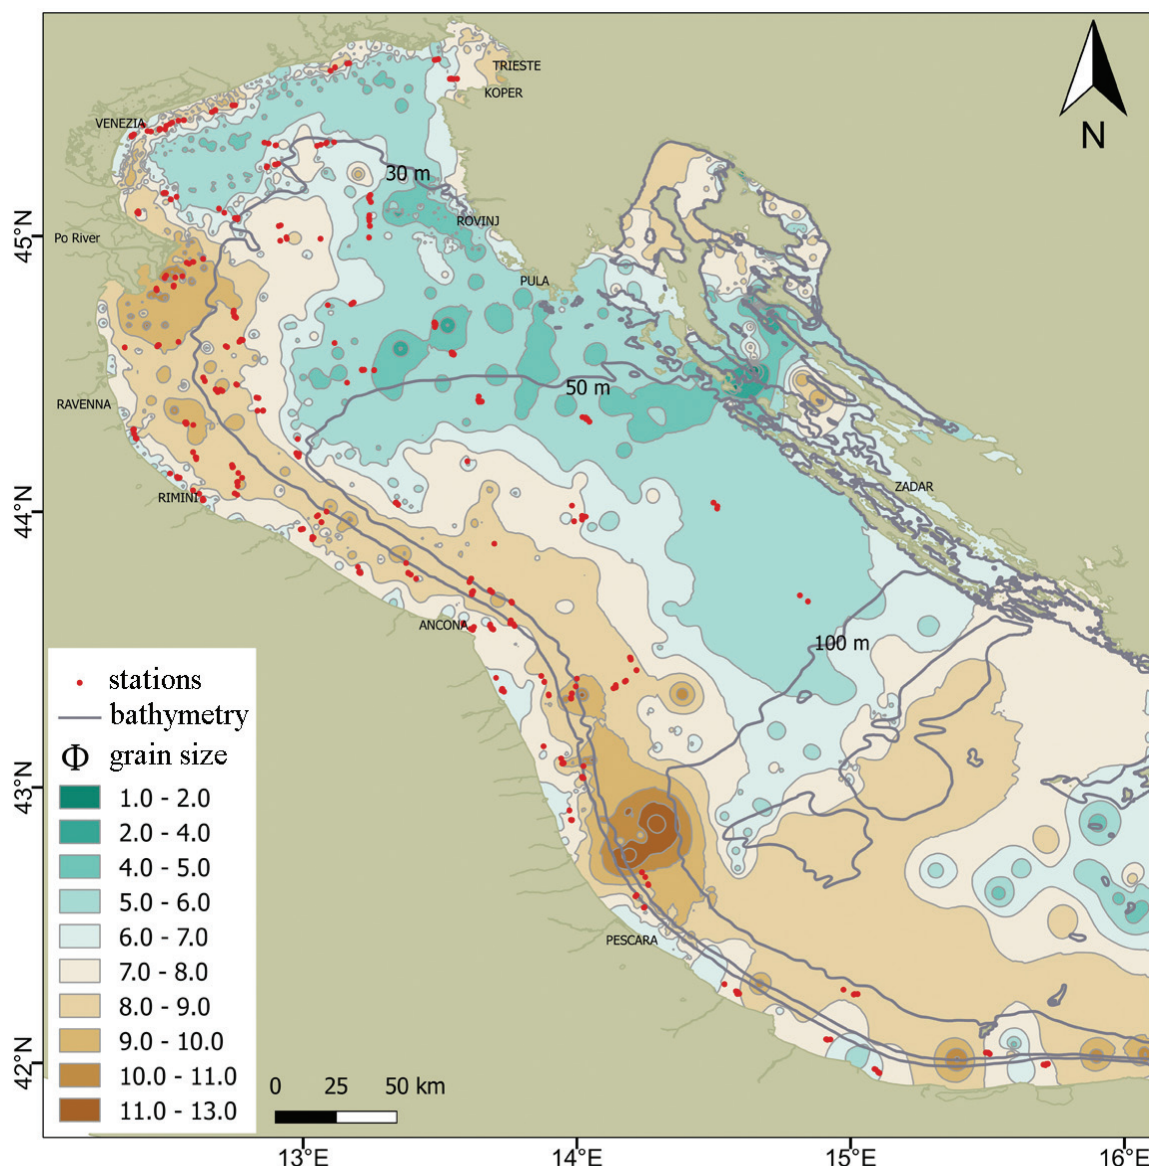 TRIESTE
KOPER
VENEZIA
N
30 m
ROVINJ
45°N
Po River
PULA
50 m
RAVENNA
ZADAR
RIMINI
44°N
ANCONA
100 m
stations
bathymetry
Φ grain size
1.0 - 2.0
2.0 - 4.0
4.0 - 5.0
5.0 - 6.0
6.0 - 7.0
7.0 - 8.0
8.0 - 9.0
9.0 - 10.0
10.0 - 11.0
11.0 - 13.0
43°N
PESCARA
42°N
0 25 50 km
13°E 14°E 15°E 16°E